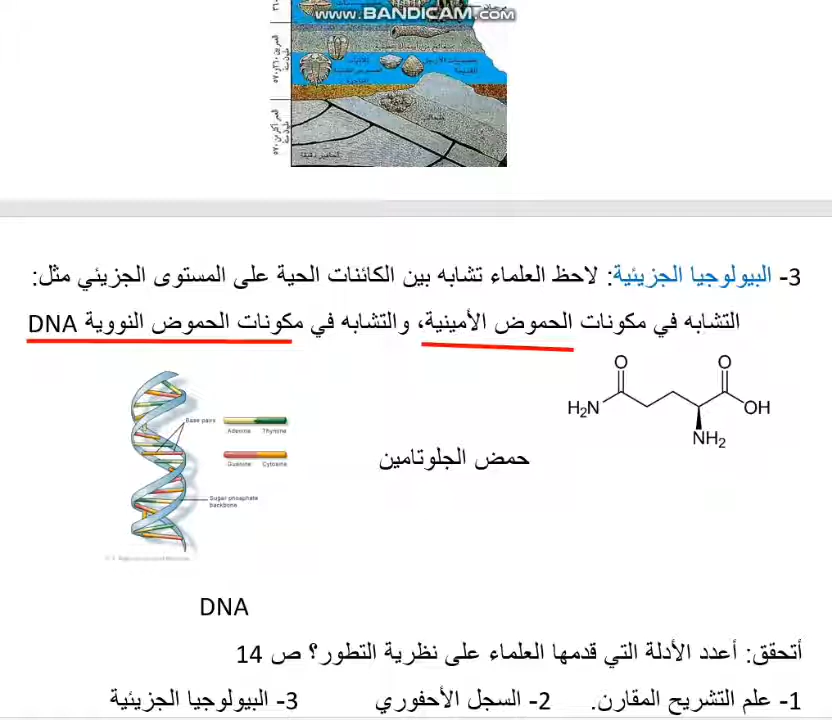 www.BANDICAM.com
3- البيولوجيا الجزيئية: لاحظ العلماء تشابه بين الكائنات الحية على المستوى الجزيئي مثل:
التشابه في مكونات الحموض الأمينية، والتشابه في مكونات الحموض النووية DNA
O O
H2N OH
NH2
Base pairs
Adenine Thymine
Guanine Cytosine
Sugar phosphate
backbone
حمض الجلوتامين
DNA
أتحقق: أعدد الأدلة التي قدمها العلماء على نظرية التطور؟ ص 14
1- علم التشريح المقارن. 2- السجل الأحفوري 3- البيولوجيا الجزيئية